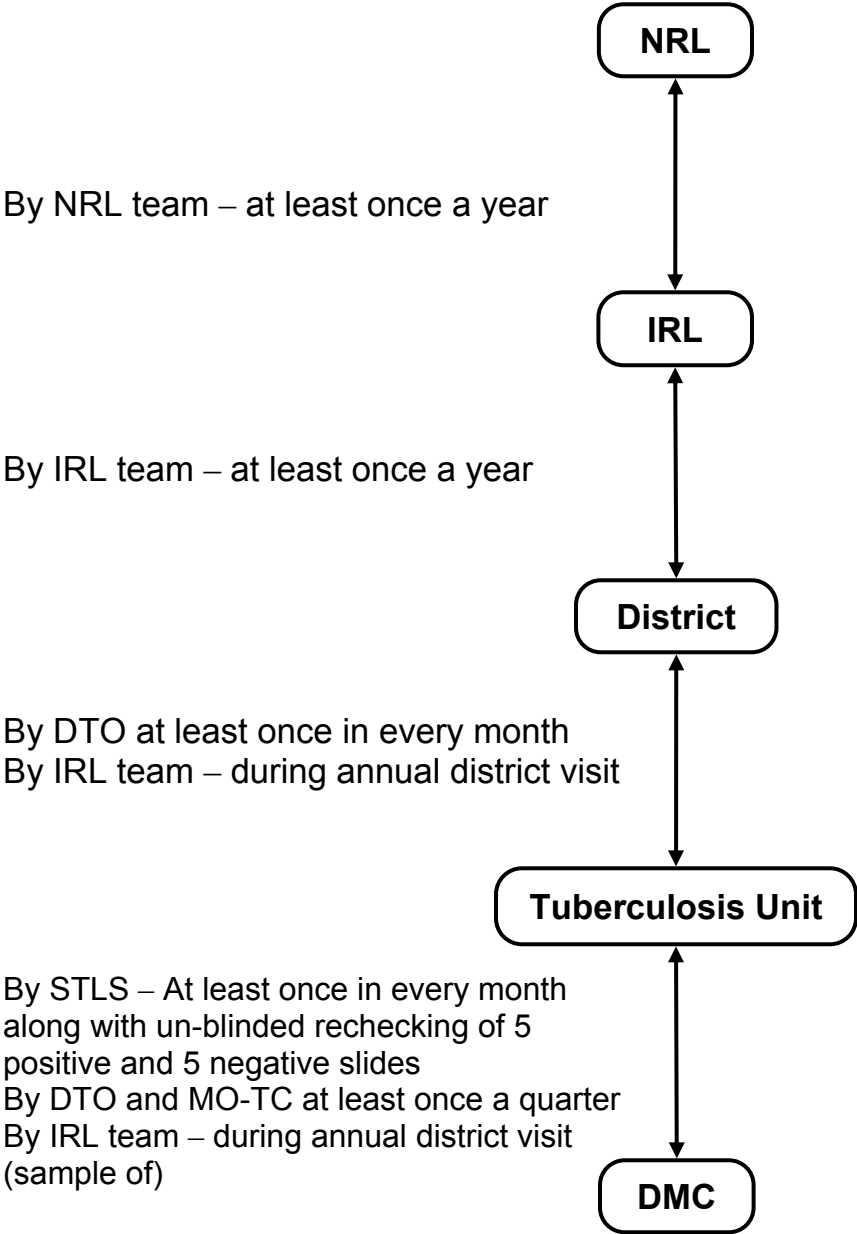 NRL
By NRL team – at least once a year
IRL
By IRL team – at least once a year
District
By DTO at least once in every month
By IRL team – during annual district visit
Tuberculosis Unit
By STLS – At least once in every month
along with un-blinded rechecking of 5
positive and 5 negative slides
By DTO and MO-TC at least once a quarter
By IRL team – during annual district visit
(sample of)
DMC